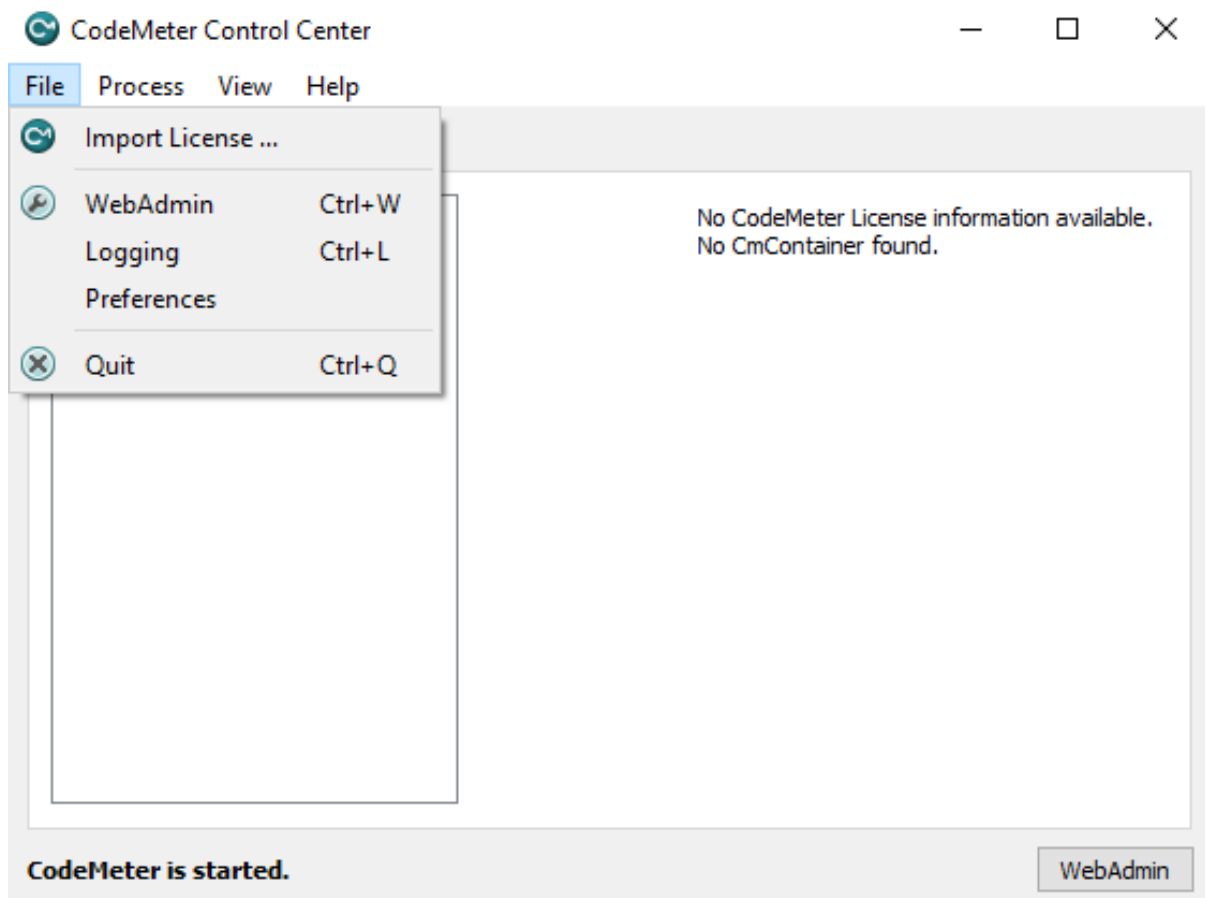 CodeMeter Control Center
File Process View Help
Import License ...
WebAdmin Ctrl+W
Logging Ctrl+L
Preferences
Quit Ctrl+Q
No CodeMeter License information available.
No CmContainer found.
CodeMeter is started.
WebAdmin